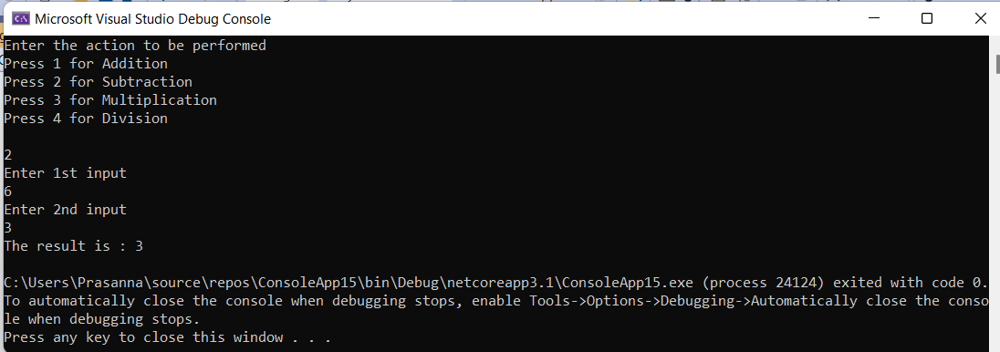 Microsoft Visual Studio Debug Console
Enter the action to be performed
Press 1 for Addition
Press 2 for Subtraction
Press 3 for Multiplication
Press 4 for Division
2
Enter 1st input
6
Enter 2nd input
3
The result is : 3
C:\Users\Prasanna\source\repos\ConsoleApp15\bin\Debug\netcoreapp3.1\ConsoleApp15.exe (process 24124) exited with code 0.
To automatically close the console when debugging stops, enable Tools->Options->Debugging->Automatically close the conso
le when debugging stops.
Press any key to close this window . . .